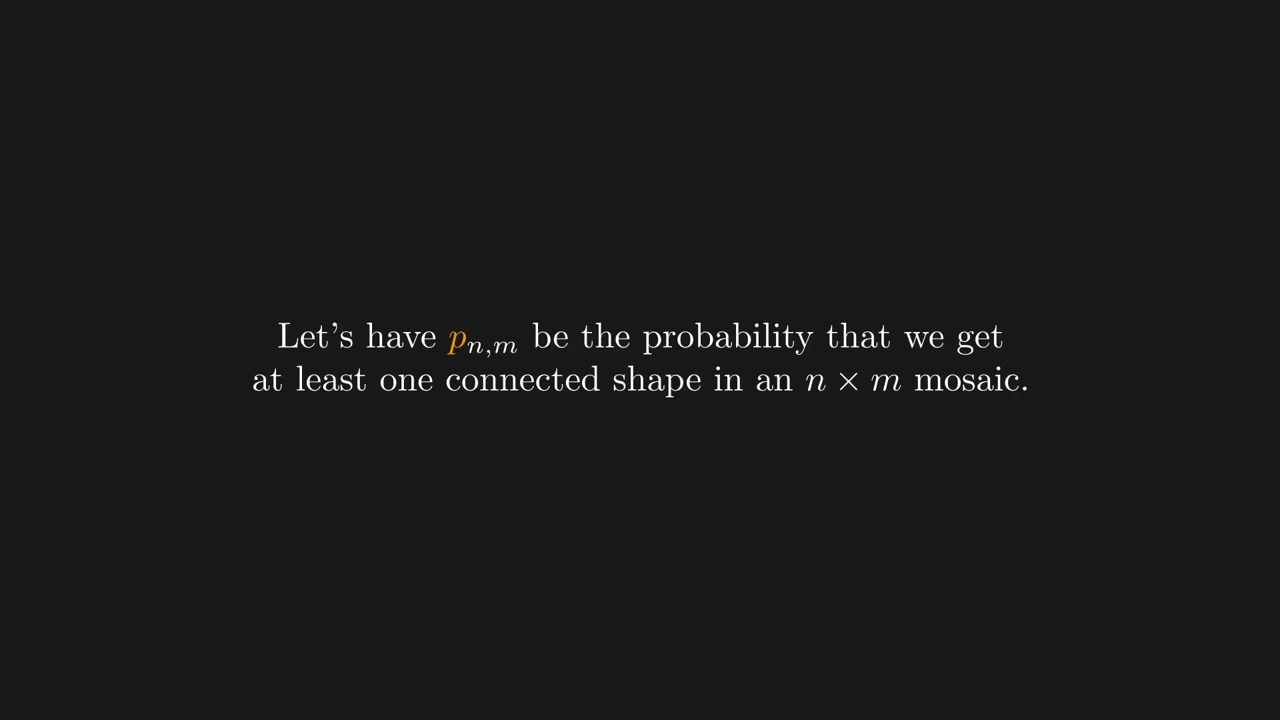 Let's have p_{n,m} be the probability that we get
at least one connected shape in an n × m mosaic.